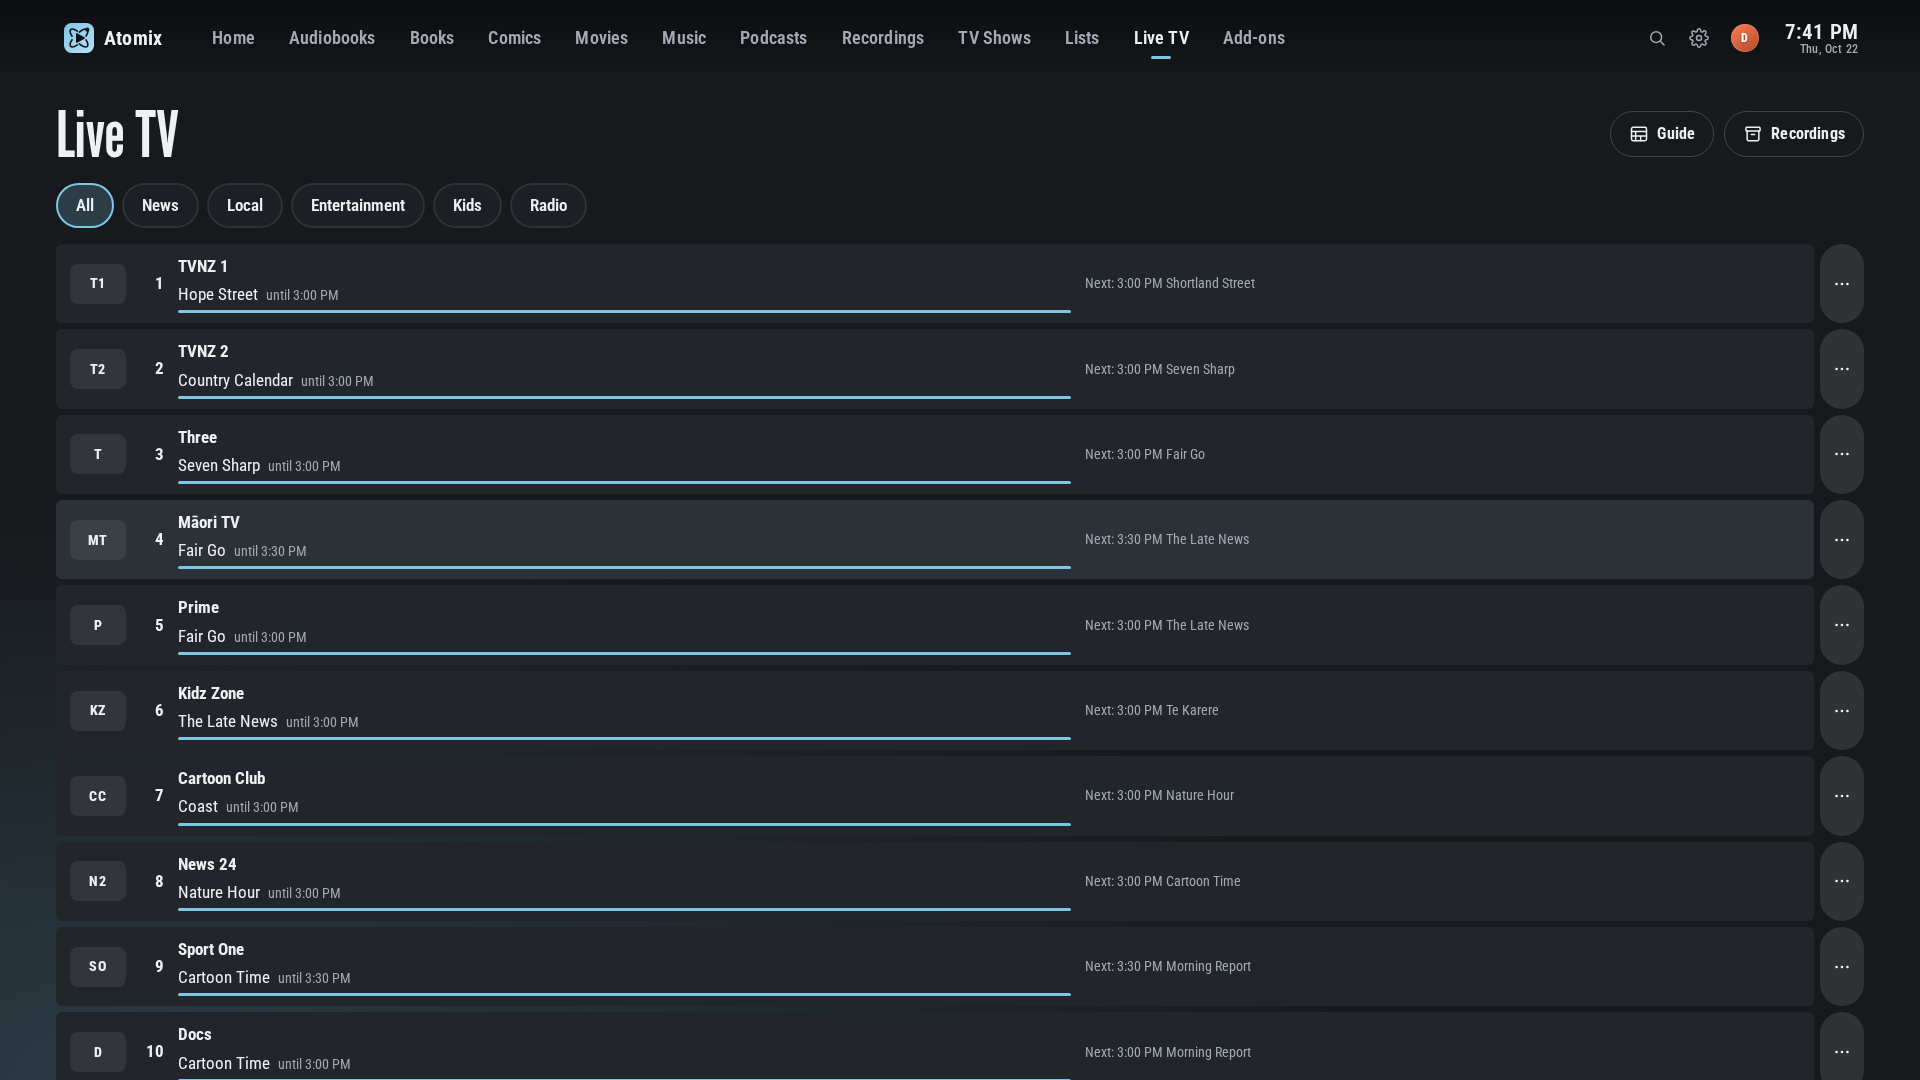 Atomix
Home Audiobooks Books Comics Movies Music Podcasts Recordings TV Shows Lists Live TV Add-ons
D
7:41 PM
Thu, Oct 22
Live TV
Guide Recordings
All News Local Entertainment Kids Radio
T1 1 TVNZ 1
Hope Street until 3:00 PM
Next: 3:00 PM Shortland Street
T2 2 TVNZ 2
Country Calendar until 3:00 PM
Next: 3:00 PM Seven Sharp
T 3 Three
Seven Sharp until 3:00 PM
Next: 3:00 PM Fair Go
MT 4 Māori TV
Fair Go until 3:30 PM
Next: 3:30 PM The Late News
P 5 Prime
Fair Go until 3:00 PM
Next: 3:00 PM The Late News
KZ 6 Kidz Zone
The Late News until 3:00 PM
Next: 3:00 PM Te Karere
CC 7 Cartoon Club
Coast until 3:00 PM
Next: 3:00 PM Nature Hour
N2 8 News 24
Nature Hour until 3:00 PM
Next: 3:00 PM Cartoon Time
SO 9 Sport One
Cartoon Time until 3:30 PM
Next: 3:30 PM Morning Report
D 10 Docs
Cartoon Time until 3:00 PM
Next: 3:00 PM Morning Report